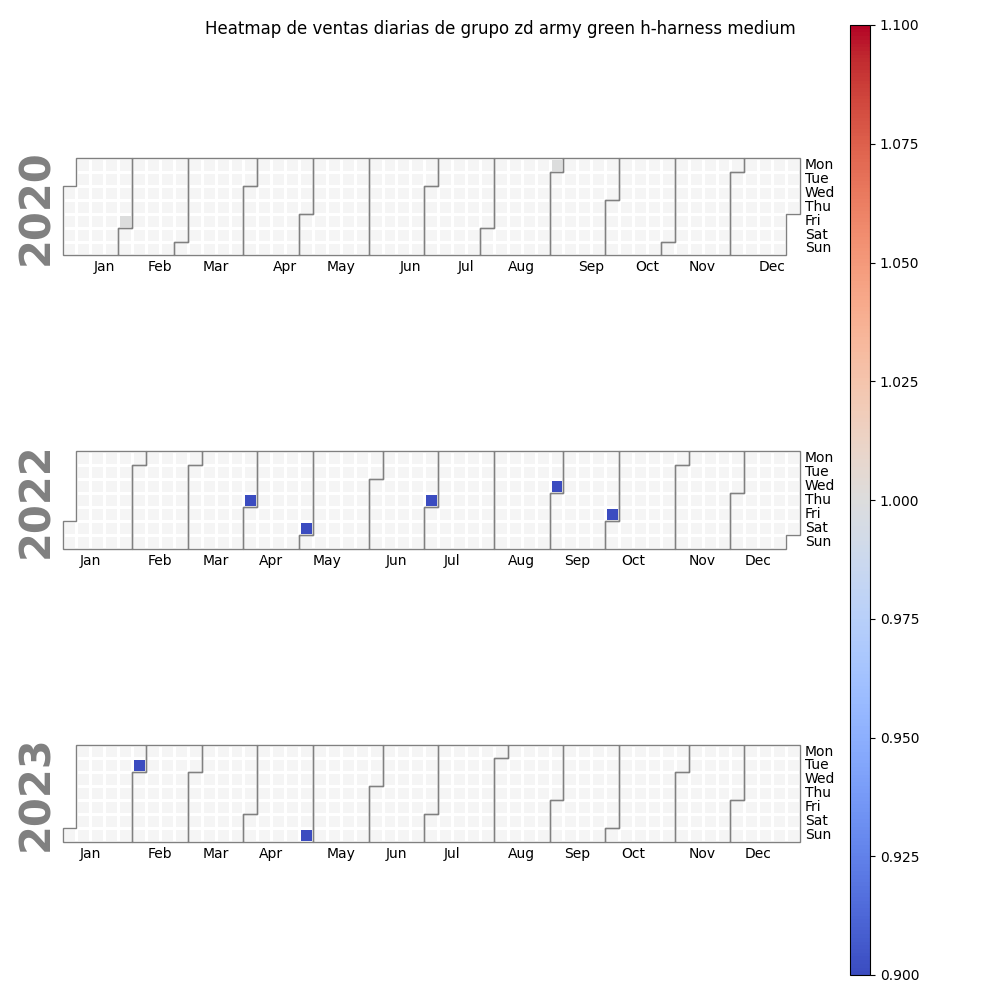 Heatmap de ventas diarias de grupo zd army green h-harness medium
2020
Mon
Tue
Wed
Thu
Fri
Sat
Sun
Jan Feb Mar Apr May Jun Jul Aug Sep Oct Nov Dec
2022
Mon
Tue
Wed
Thu
Fri
Sat
Sun
Jan Feb Mar Apr May Jun Jul Aug Sep Oct Nov Dec
2023
Mon
Tue
Wed
Thu
Fri
Sat
Sun
Jan Feb Mar Apr May Jun Jul Aug Sep Oct Nov Dec
1.100
1.075
1.050
1.025
1.000
0.975
0.950
0.925
0.900